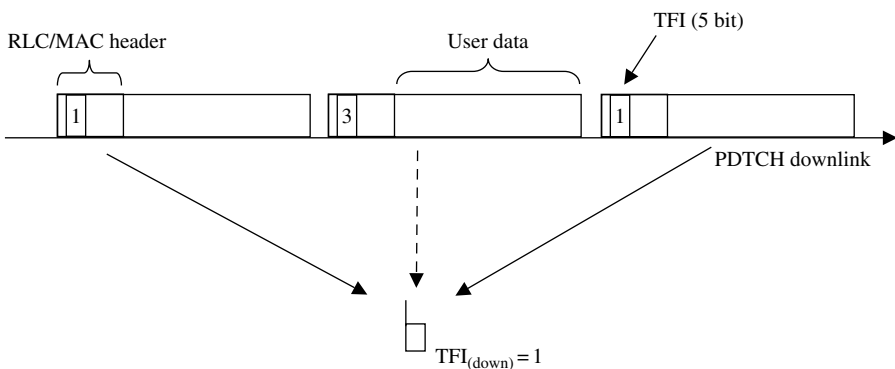 TFI (5 bit)
RLC/MAC header
User data
1
3
1
PDTCH downlink
TFI(down) = 1